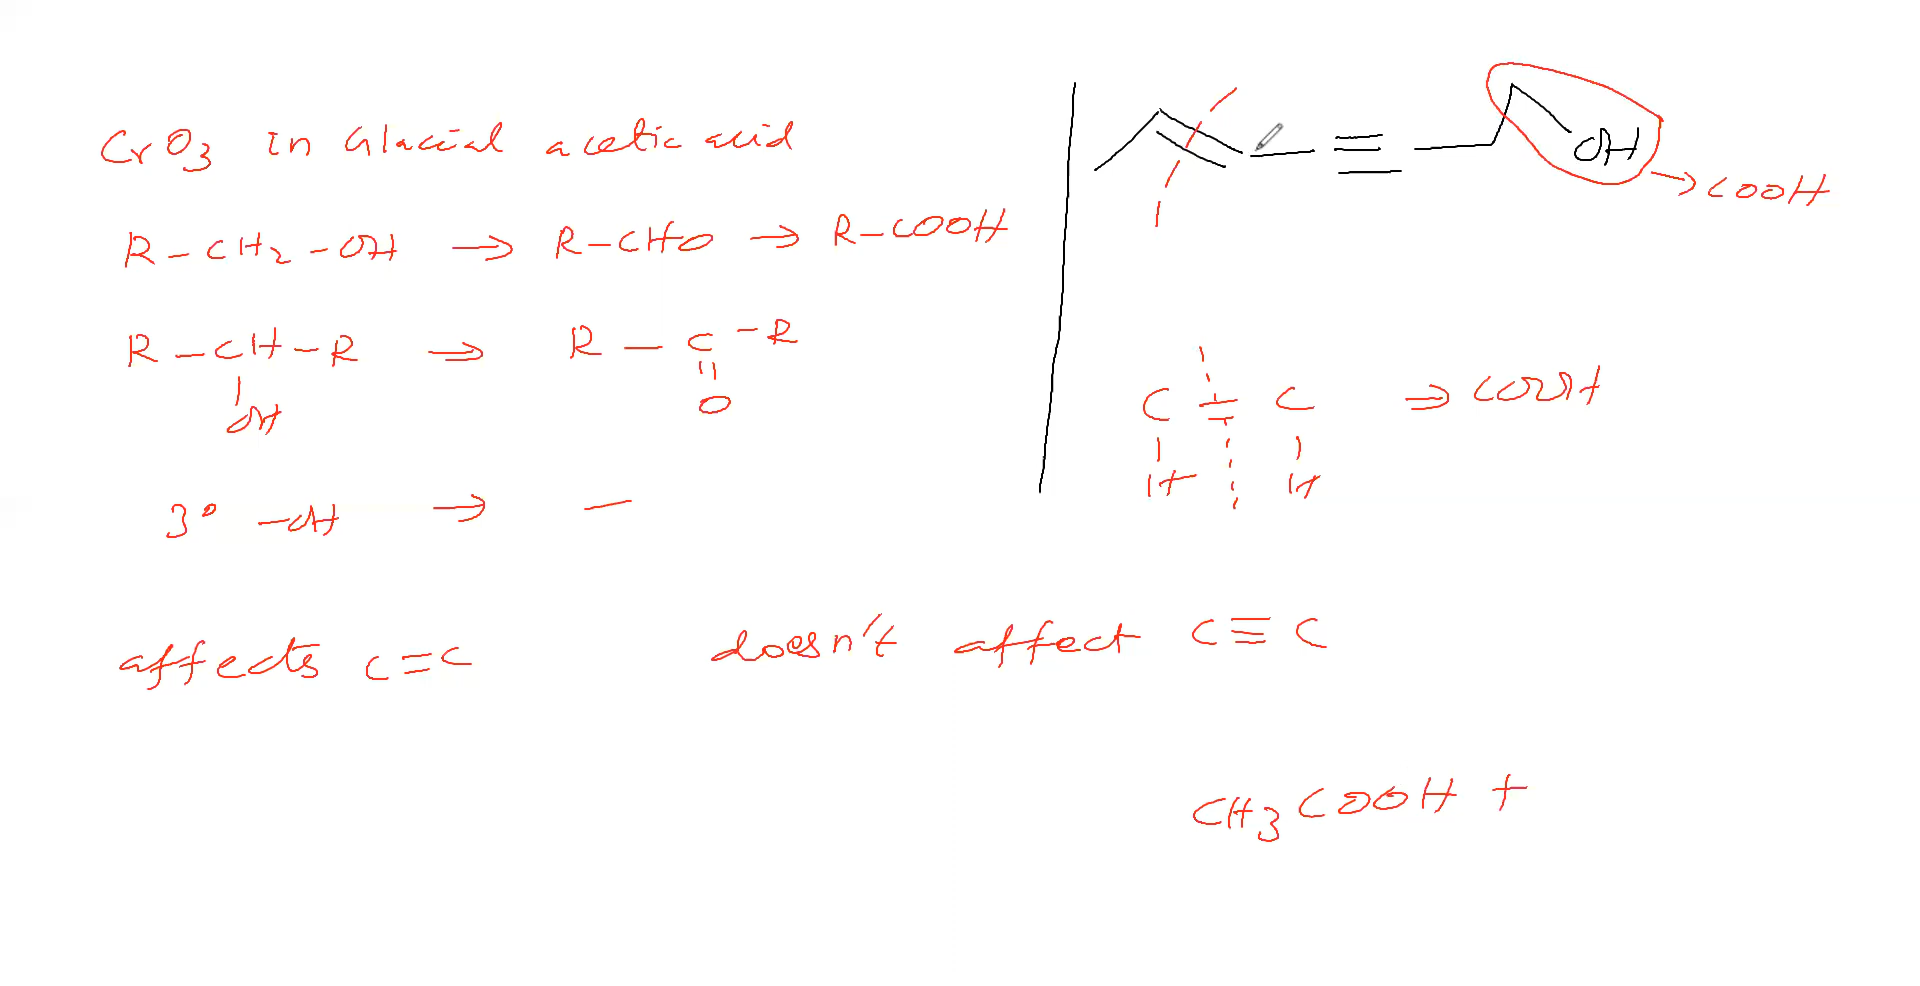 CrO3 in Glacial acetic acid
R-CH2-OH → R-CHO → R-COOH
R-CH-R → R-C-R
OH
O
3° -OH → -
affects C=C
doesn't affect C≡C
OH
→ COOH
C=C ⇒ COOH
H H
CH3COOH +